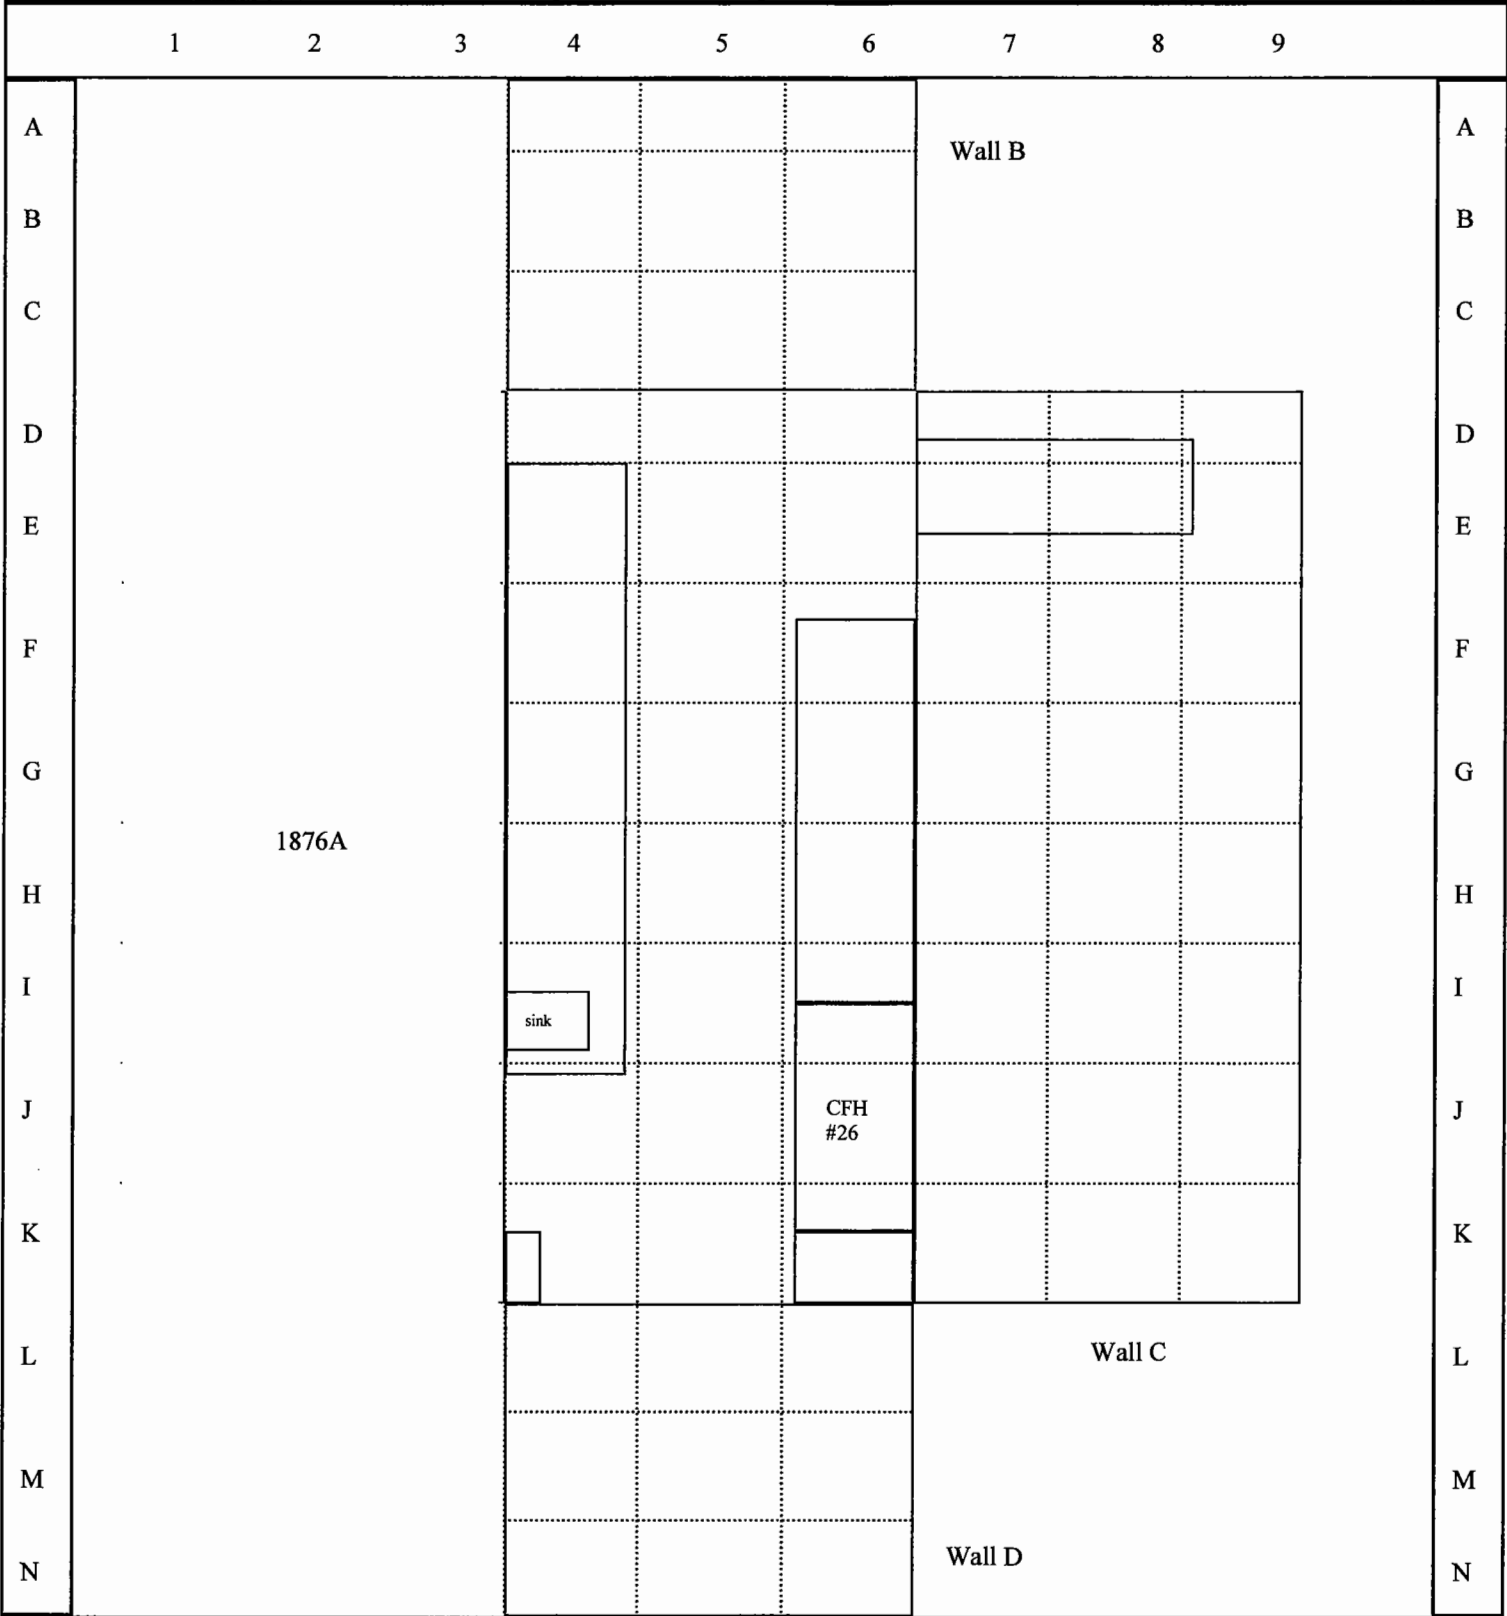 1 2 3 4 5 6 7 8 9
A A
Wall B
B B
C C
D D
E E
F F
G G
1876A
H H
I I
sink
J J
CFH
#26
K K
L L
Wall C
M M
Wall D
N N